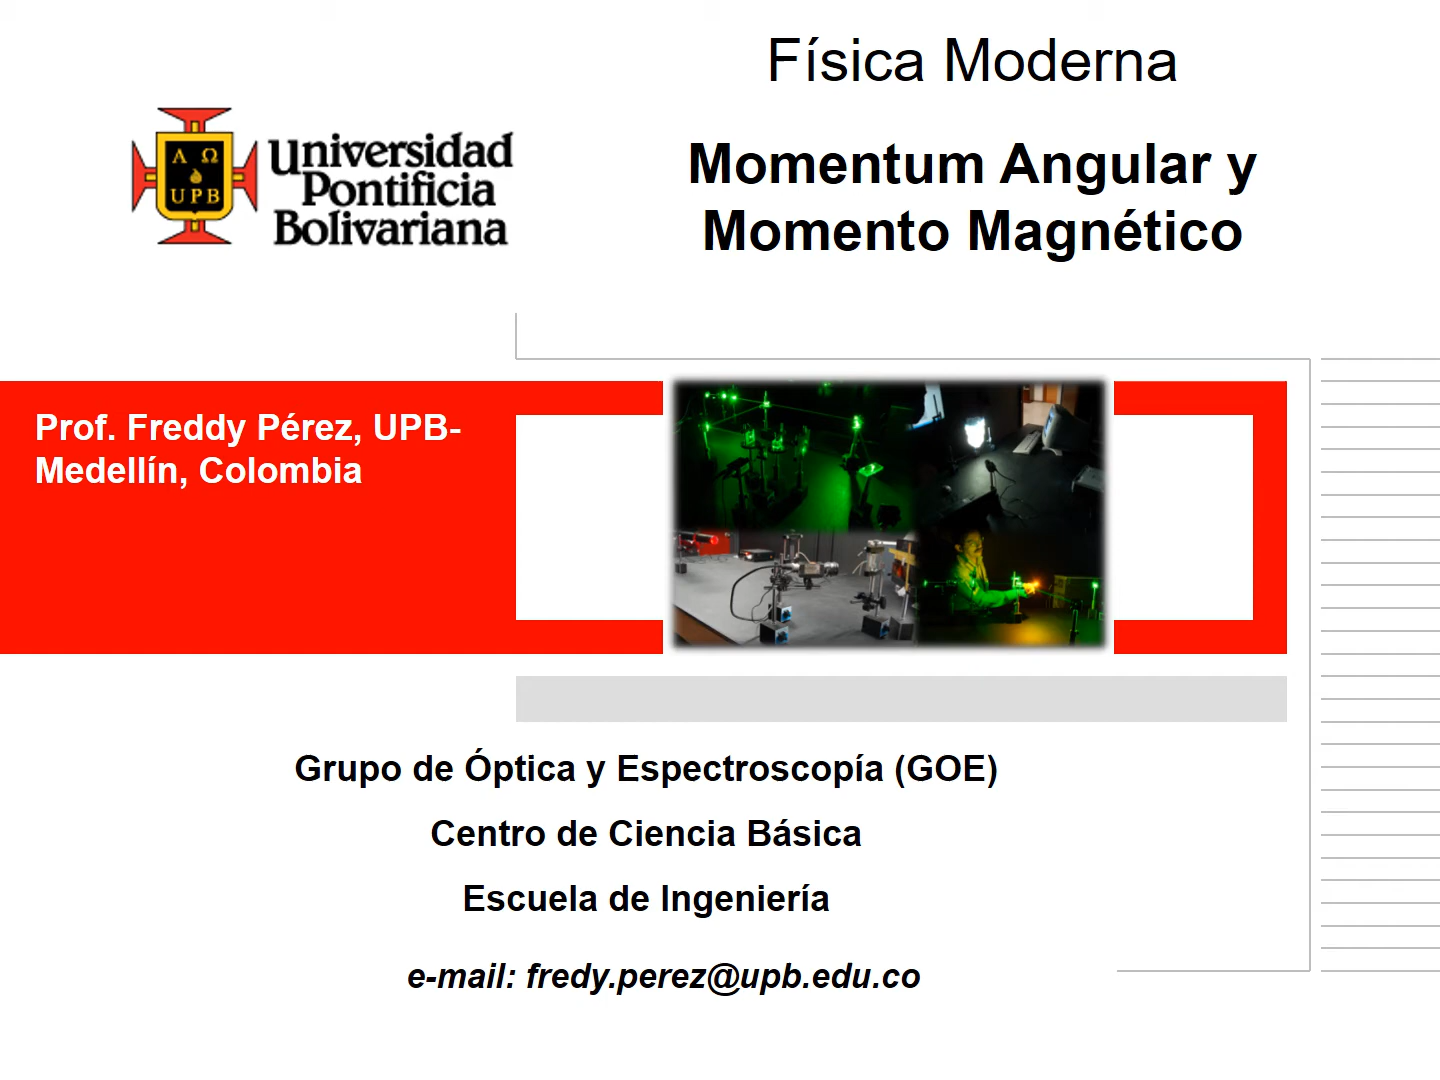 Física Moderna
Momentum Angular y
Momento Magnético
Α Ω
UPB
Universidad
Pontificia
Bolivariana
Prof. Freddy Pérez, UPB-
Medellín, Colombia
Grupo de Óptica y Espectroscopía (GOE)
Centro de Ciencia Básica
Escuela de Ingeniería
e-mail: fredy.perez@upb.edu.co